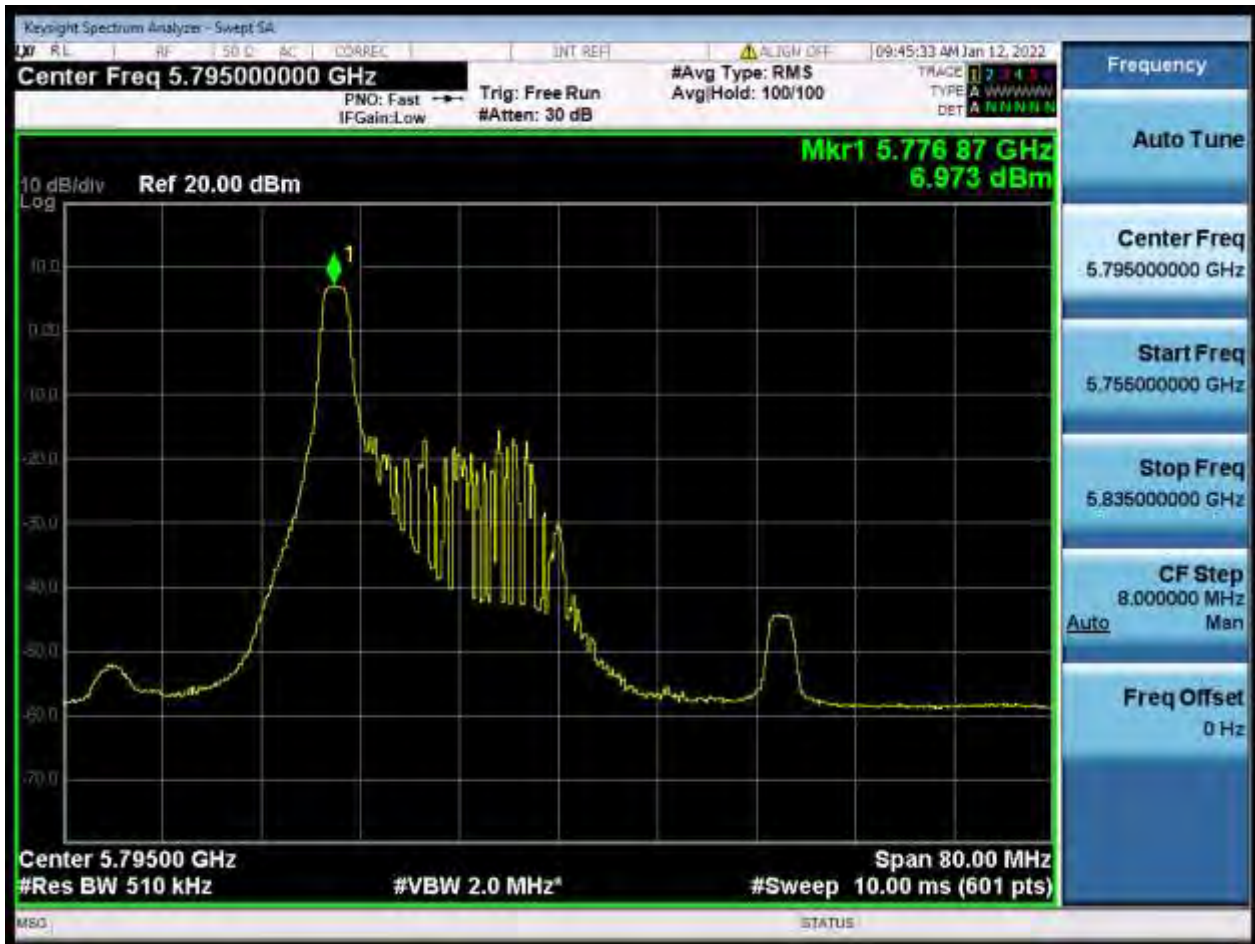 Keysight Spectrum Analyzer - Swept SA
LXI RL RF 50 Ω AC CORREC INT REF ALIGN OFF 09:45:33 AM Jan 12, 2022
Center Freq 5.795000000 GHz
PNO: Fast
IFGain:Low
Trig: Free Run
#Atten: 30 dB
#Avg Type: RMS
Avg|Hold: 100/100
TRACE 1 2 3 4 5 6
TYPE A WWWWW
DET A N N N N N
Mkr1 5.776 87 GHz
6.973 dBm
10 dB/div Ref 20.00 dBm
Log
1
10.0
0.00
-10.0
-20.0
-30.0
-40.0
-50.0
-60.0
-70.0
Center 5.79500 GHz
Span 80.00 MHz
#Res BW 510 kHz
#VBW 2.0 MHz*
#Sweep 10.00 ms (601 pts)
MSG
STATUS
Frequency
Auto Tune
Center Freq
5.795000000 GHz
Start Freq
5.755000000 GHz
Stop Freq
5.835000000 GHz
CF Step
8.000000 MHz
Auto Man
Freq Offset
0 Hz